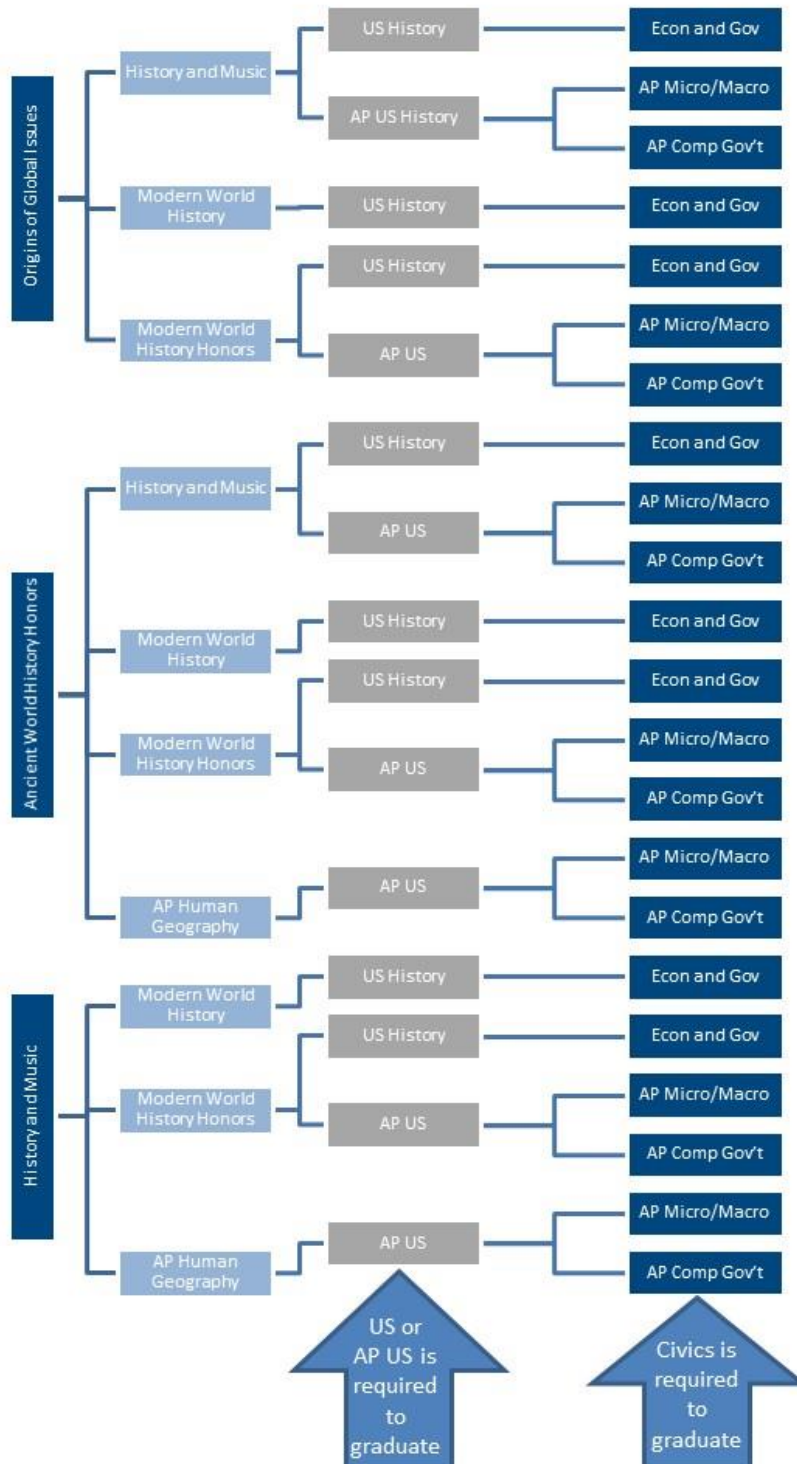 Origins of Global Issues
History and Music
US History
Econ and Gov
AP US History
AP Micro/Macro
AP Comp Gov't
Modern World
History
US History
Econ and Gov
Modern World
History Honors
US History
Econ and Gov
AP US
AP Micro/Macro
AP Comp Gov't
Ancient World History Honors
History and Music
US History
Econ and Gov
AP US
AP Micro/Macro
AP Comp Gov't
Modern World
History
US History
Econ and Gov
Modern World
History Honors
US History
Econ and Gov
AP US
AP Micro/Macro
AP Comp Gov't
AP Human
Geography
AP US
AP Micro/Macro
AP Comp Gov't
History and Music
Modern World
History
US History
Econ and Gov
Modern World
History Honors
US History
Econ and Gov
AP US
AP Micro/Macro
AP Comp Gov't
AP Human
Geography
AP US
AP Micro/Macro
AP Comp Gov't
US or
AP US is
required
to
graduate
Civics is
required
to
graduate